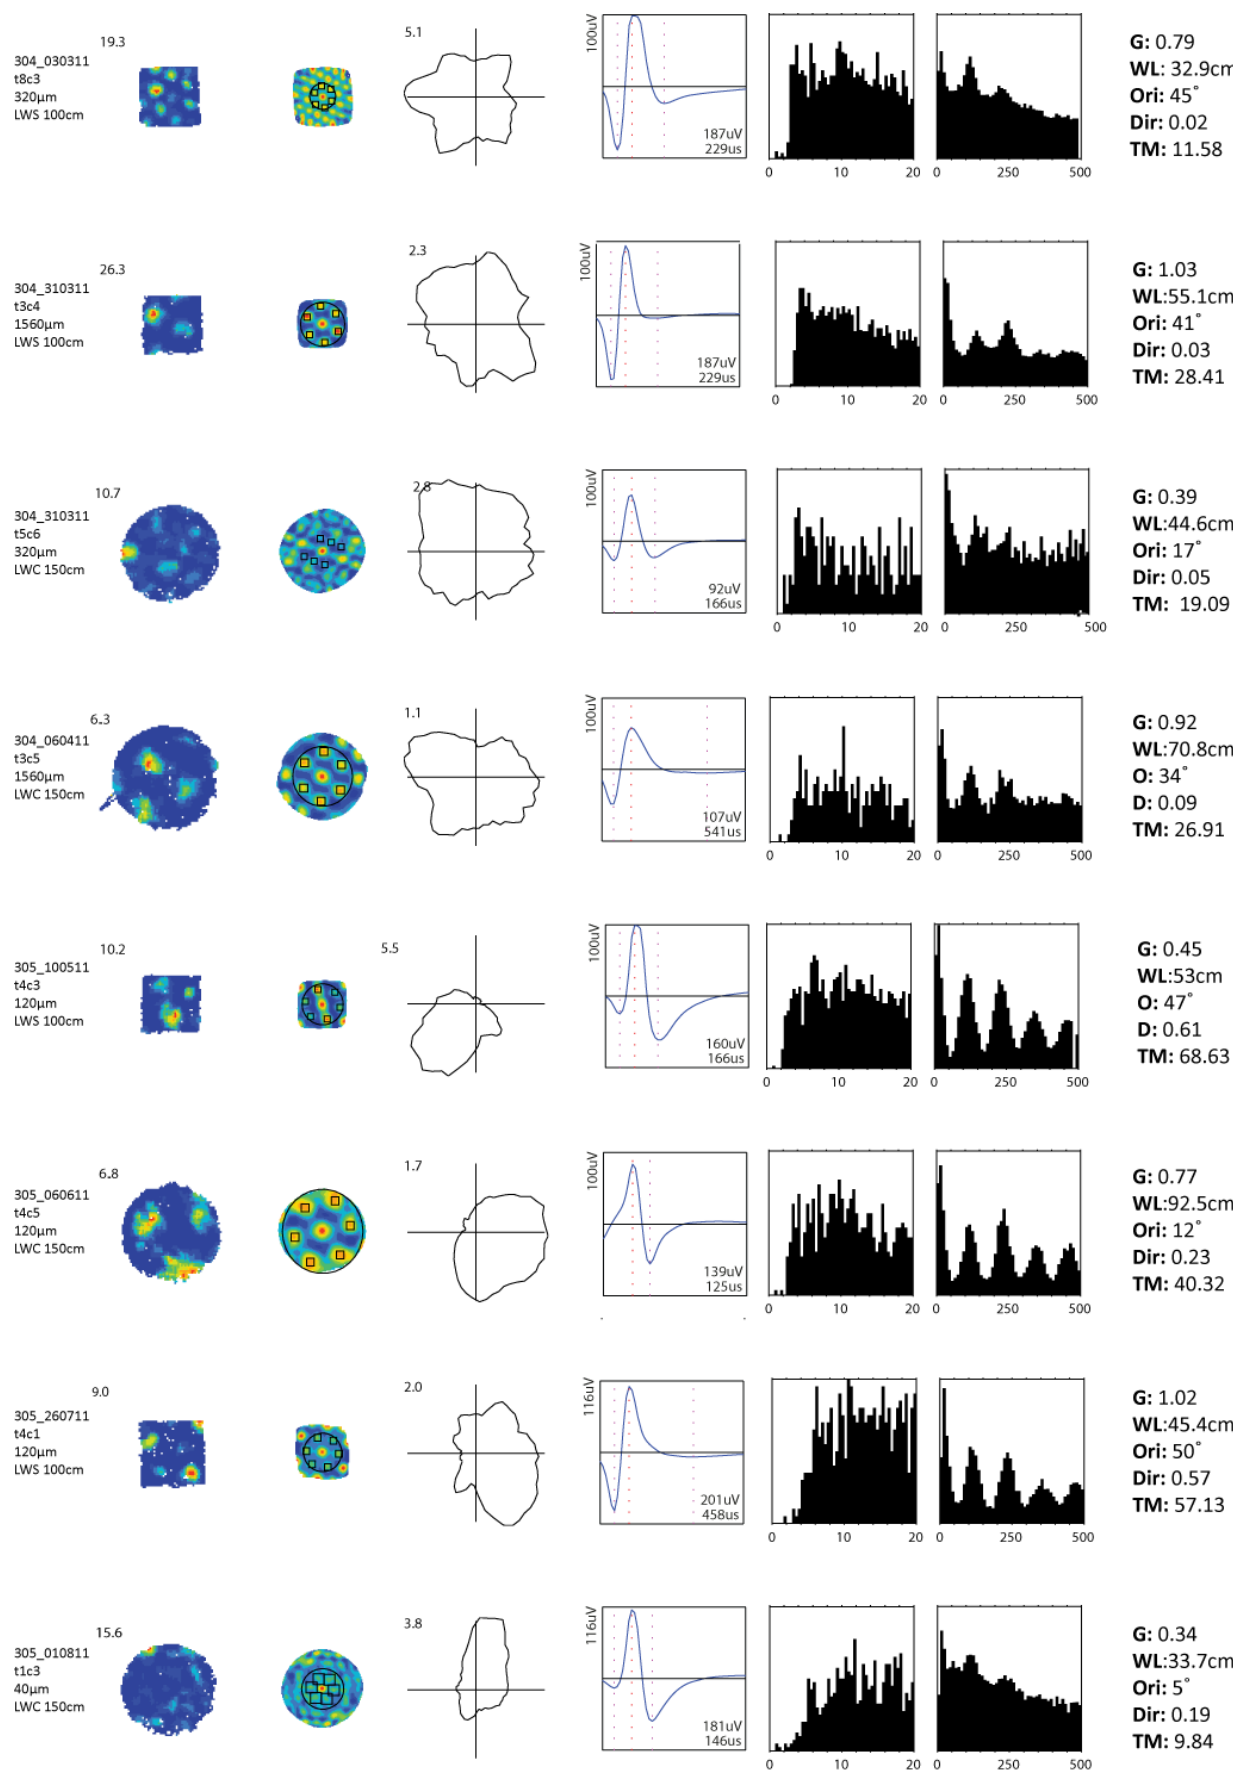 19.3
304_030311
t8c3
320µm
LWS 100cm
5.1
100uV
187uV
229us
0 10 20
0 250 500
G: 0.79
WL: 32.9cm
Ori: 45°
Dir: 0.02
TM: 11.58
26.3
304_310311
t3c4
1560µm
LWS 100cm
2.3
100uV
187uV
229us
0 10 20
0 250 500
G: 1.03
WL:55.1cm
Ori: 41°
Dir: 0.03
TM: 28.41
10.7
304_310311
t5c6
320µm
LWC 150cm
2.8
100uV
92uV
166us
0 10 20
0 250 500
G: 0.39
WL:44.6cm
Ori: 17°
Dir: 0.05
TM: 19.09
6.3
304_060411
t3c5
1560µm
LWC 150cm
1.1
100uV
107uV
541us
0 10 20
0 250 500
G: 0.92
WL:70.8cm
O: 34°
D: 0.09
TM: 26.91
10.2
305_100511
t4c3
120µm
LWS 100cm
5.5
100uV
160uV
166us
0 10 20
0 250 500
G: 0.45
WL:53cm
O: 47°
D: 0.61
TM: 68.63
6.8
305_060611
t4c5
120µm
LWC 150cm
1.7
100uV
139uV
125us
0 10 20
0 250 500
G: 0.77
WL:92.5cm
Ori: 12°
Dir: 0.23
TM: 40.32
9.0
305_260711
t4c1
120µm
LWS 100cm
2.0
116uV
201uV
458us
0 10 20
0 250 500
G: 1.02
WL:45.4cm
Ori: 50°
Dir: 0.57
TM: 57.13
15.6
305_010811
t1c3
40µm
LWC 150cm
3.8
116uV
181uV
146us
0 10 20
0 250 500
G: 0.34
WL:33.7cm
Ori: 5°
Dir: 0.19
TM: 9.84